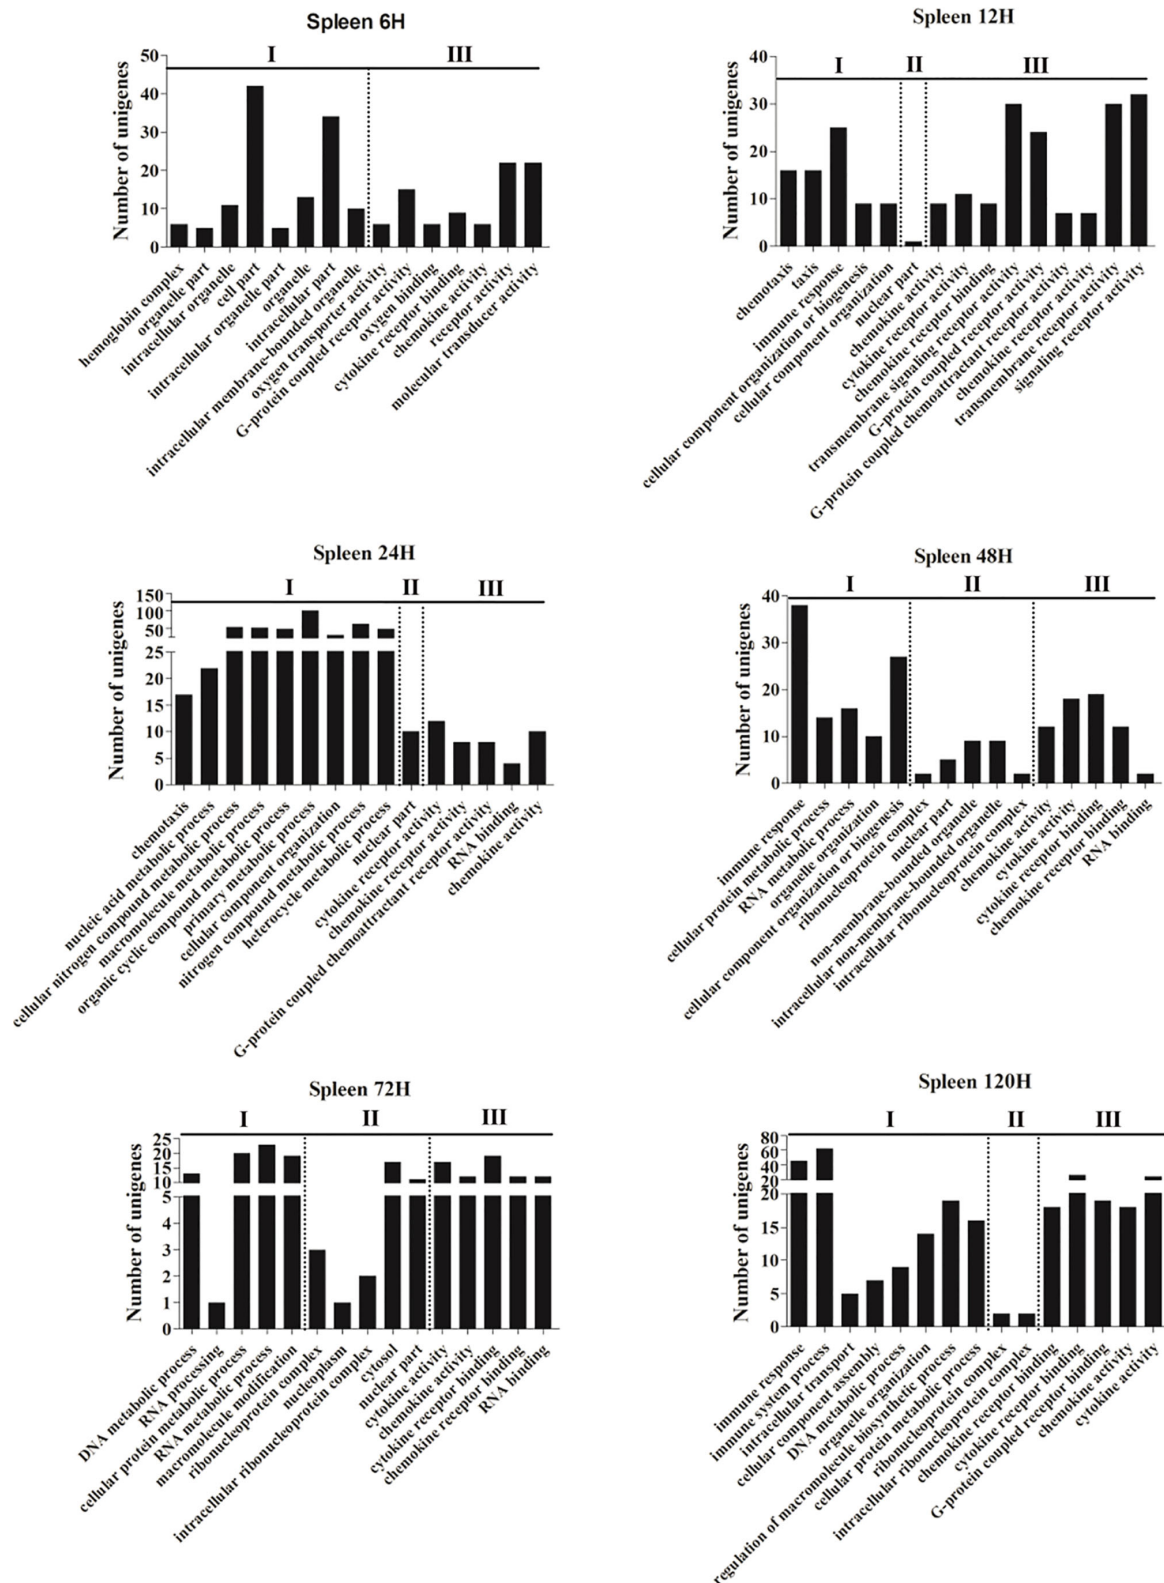 Spleen 6H
I
III
Number of unigenes
50
40
30
20
10
0
hemoglobin complex
organelle part
intracellular organelle
cell part
intracellular organelle part
organelle
intracellular part
intracellular membrane-bounded organelle
oxygen transporter activity
G-protein coupled receptor activity
oxygen binding
cytokine receptor binding
chemokine activity
receptor activity
molecular transducer activity
Spleen 12H
I
II
III
Number of unigenes
40
30
20
10
0
chemotaxis
taxis
immune response
cellular component organization or biogenesis
cellular component organization
nuclear part
chemokine activity
cytokine receptor activity
chemokine receptor binding
transmembrane signaling receptor activity
G-protein coupled receptor activity
G-protein coupled chemoattractant receptor activity
chemokine receptor activity
transmembrane receptor activity
signaling receptor activity
Spleen 24H
I
II
III
Number of unigenes
150
100
50
25
20
15
10
5
0
chemotaxis
nucleic acid metabolic process
cellular nitrogen compound metabolic process
macromolecule metabolic process
organic cyclic compound metabolic process
primary metabolic process
cellular component organization
nitrogen compound metabolic process
heterocycle metabolic process
nuclear part
cytokine receptor activity
chemokine receptor activity
G-protein coupled chemoattractant receptor activity
RNA binding
chemokine activity
Spleen 48H
I
II
III
Number of unigenes
40
30
20
10
0
immune response
cellular protein metabolic process
RNA metabolic process
organelle organization
cellular component organization or biogenesis
ribonucleoprotein complex
nuclear part
non-membrane-bounded organelle
intracellular non-membrane-bounded organelle
intracellular ribonucleoprotein complex
chemokine activity
cytokine activity
cytokine receptor binding
chemokine receptor binding
RNA binding
Spleen 72H
I
II
III
Number of unigenes
25
20
15
10
5
4
3
2
1
0
DNA metabolic process
RNA processing
cellular protein metabolic process
RNA metabolic process
macromolecule modification
ribonucleoprotein complex
nucleoplasm
intracellular ribonucleoprotein complex
cytosol
nuclear part
cytokine activity
chemokine activity
cytokine receptor binding
chemokine receptor binding
RNA binding
Spleen 120H
I
II
III
Number of unigenes
80
60
40
20
20
15
10
5
0
immune response
immune system process
intracellular transport
cellular component assembly
DNA metabolic process
organelle organization
regulation of macromolecule biosynthetic process
cellular protein metabolic process
ribonucleoprotein complex
intracellular ribonucleoprotein complex
chemokine receptor binding
cytokine receptor binding
G-protein coupled receptor binding
chemokine activity
cytokine activity